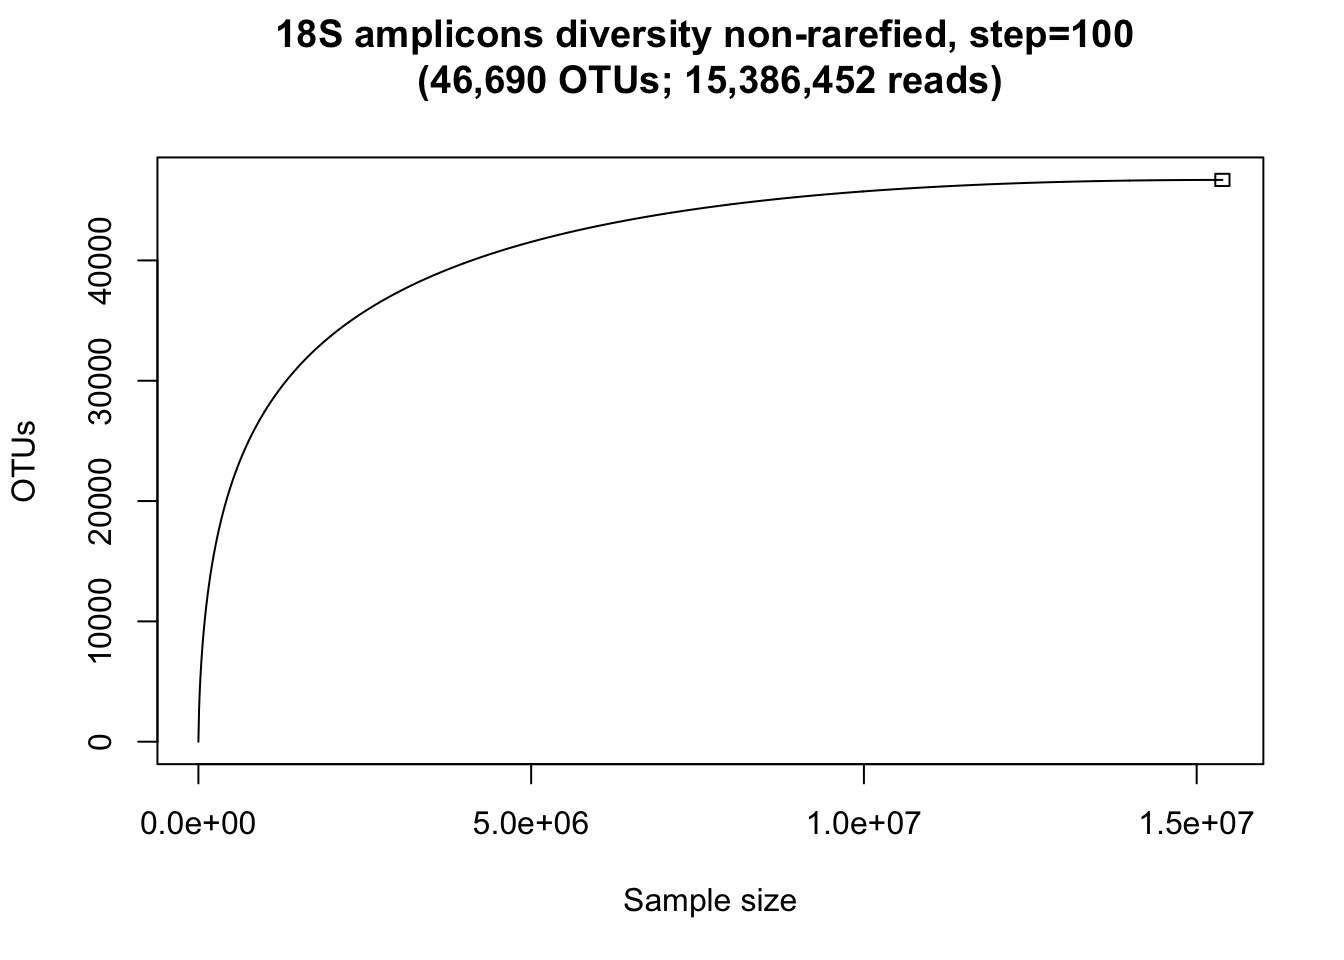 18S amplicons diversity non-rarefied, step=100
(46,690 OTUs; 15,386,452 reads)
OTUs
40000
30000
20000
10000
0
0.0e+00 5.0e+06 1.0e+07 1.5e+07
Sample size